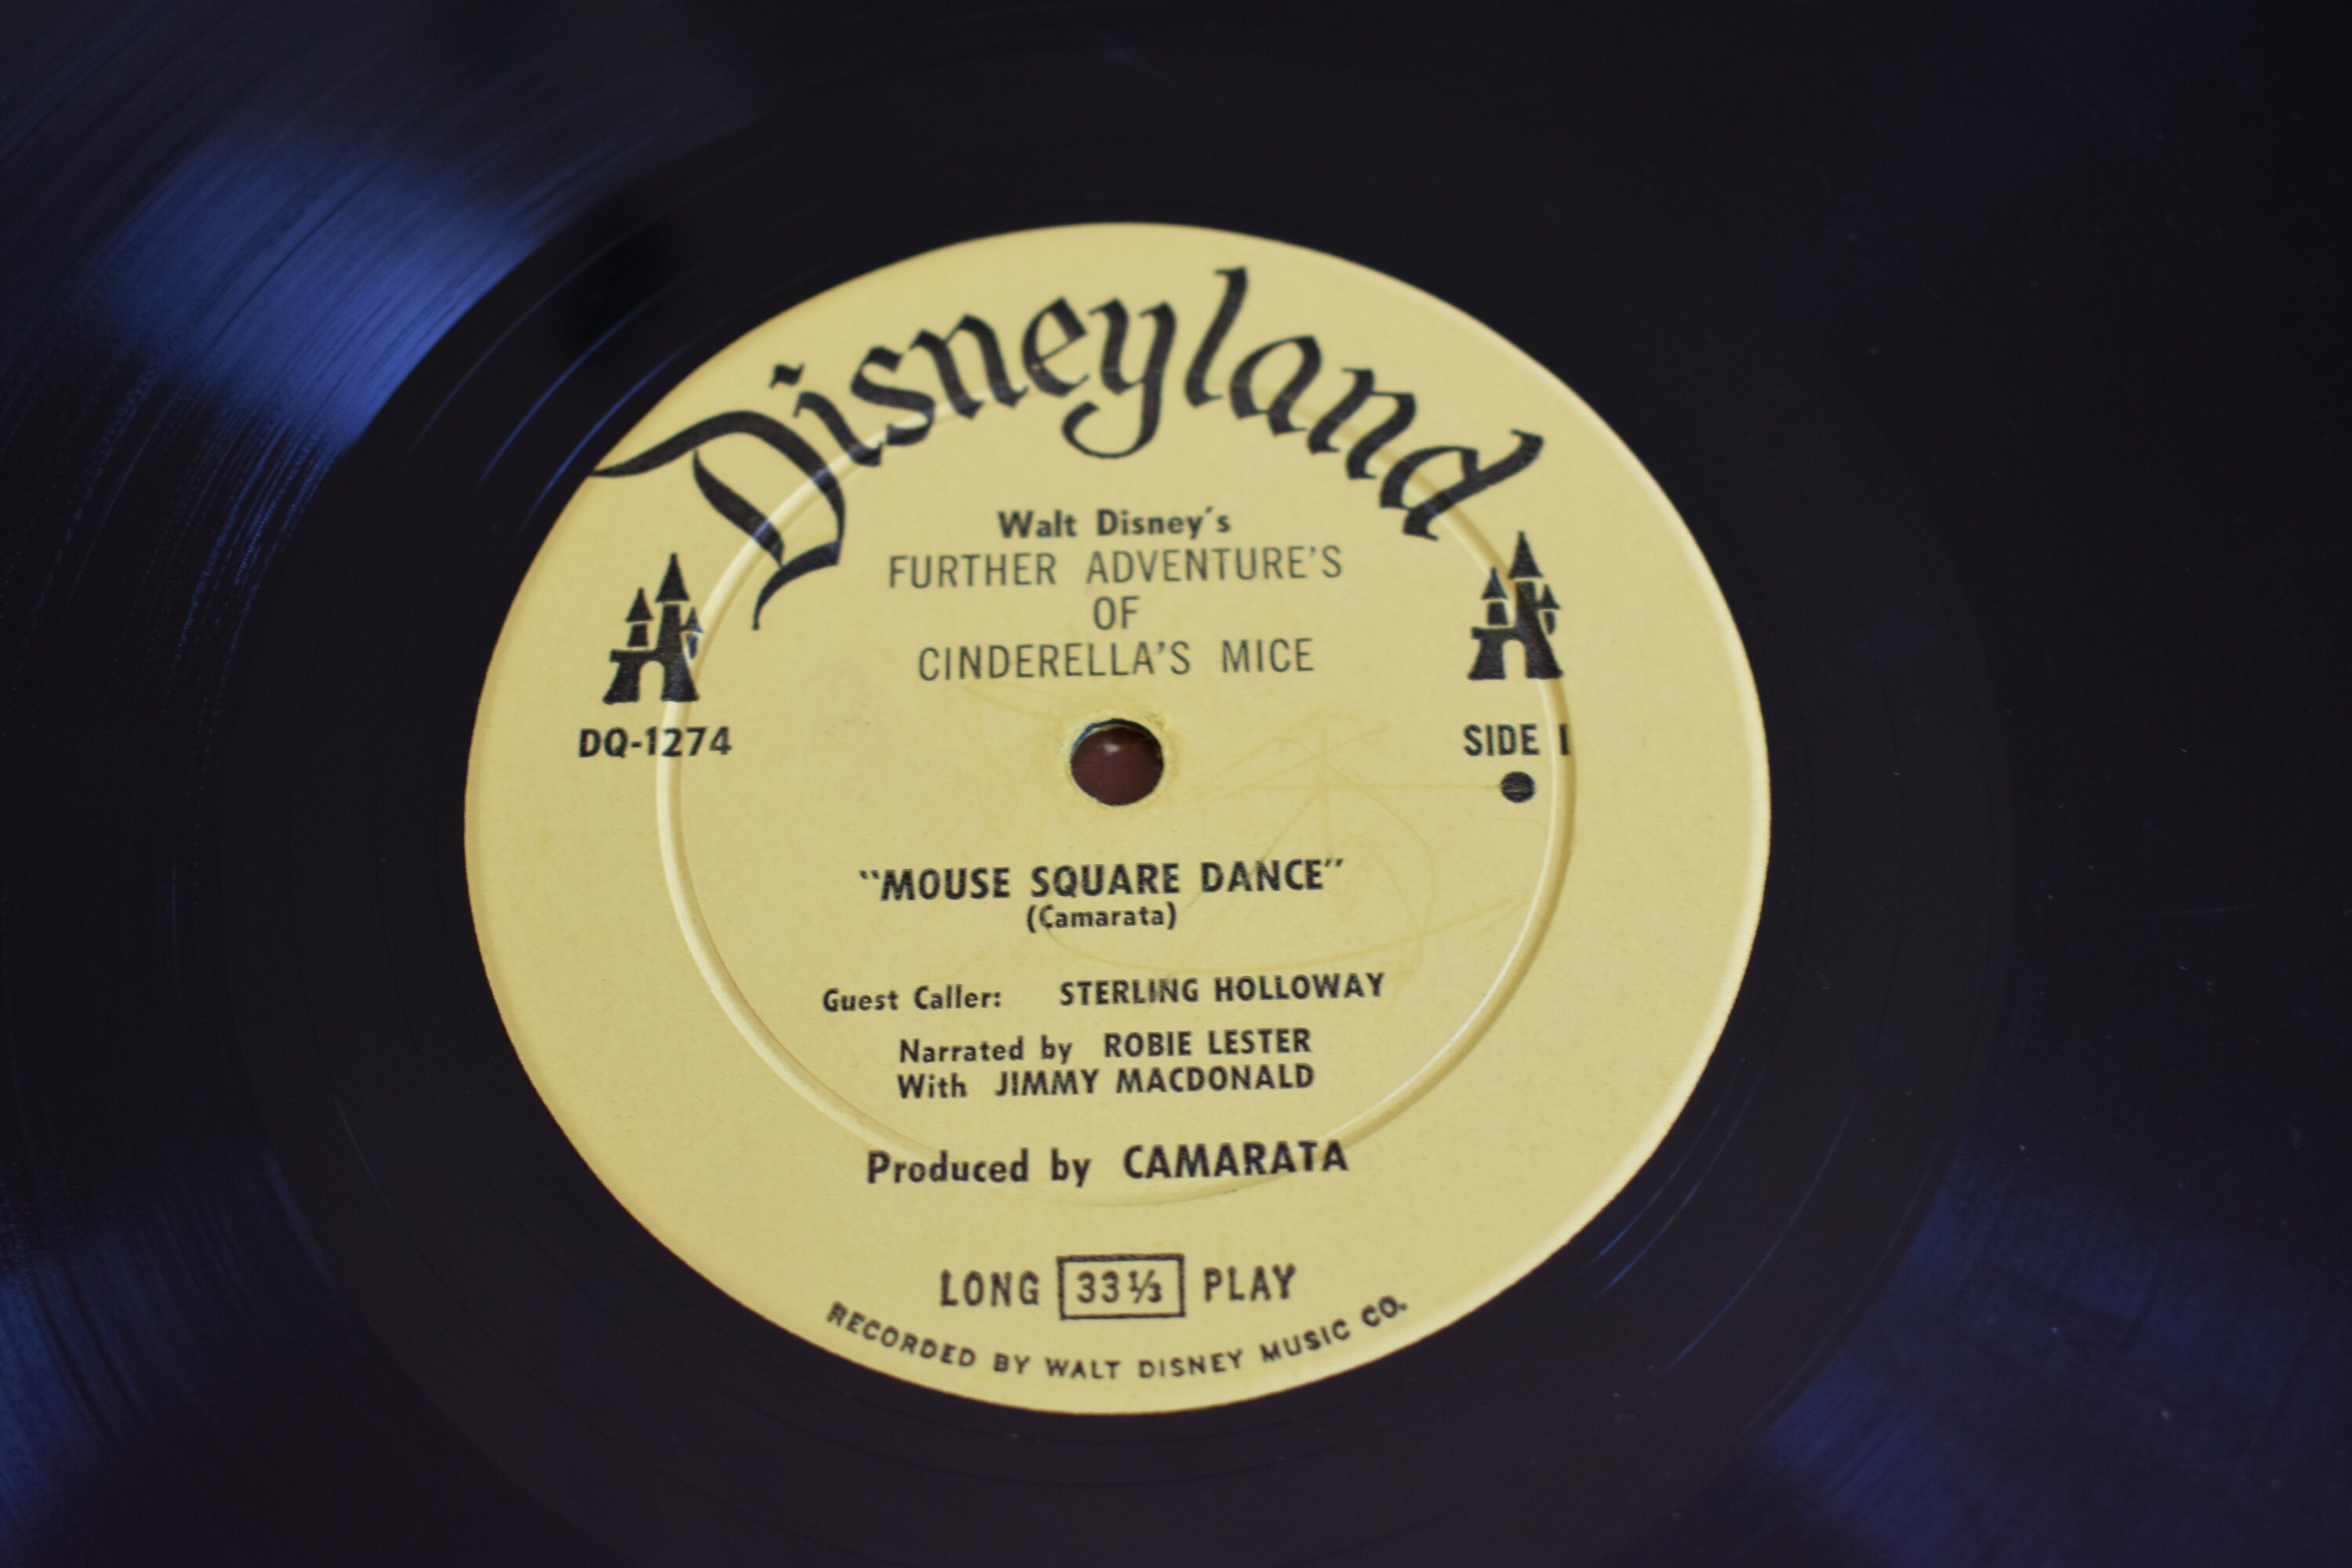 Disneyland
Walt Disney's
FURTHER ADVENTURE'S
OF
CINDERELLA'S MICE
DQ-1274
SIDE 1
"MOUSE SQUARE DANCE"
(Camarata)
Guest Caller: STERLING HOLLOWAY
Narrated by ROBIE LESTER
With JIMMY MACDONALD
Produced by CAMARATA
LONG 33⅓ PLAY
RECORDED BY WALT DISNEY MUSIC CO.